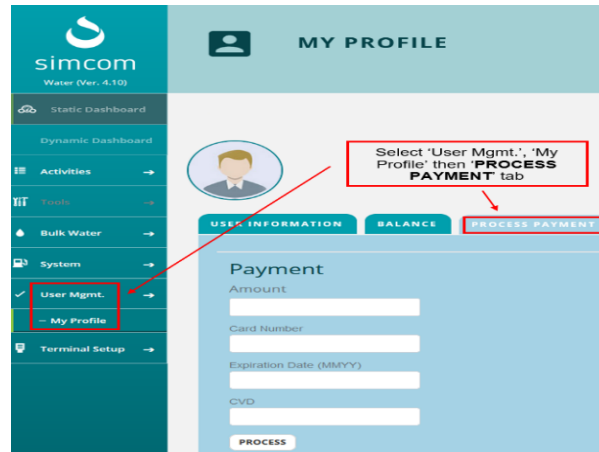 simcom
Water (Ver. 4.10)
Static Dashboard
Dynamic Dashboard
Activities
Tools
Bulk Water
System
User Mgmt.
– My Profile
Terminal Setup
MY PROFILE
Select ‘User Mgmt.’, ‘My
Profile’ then ‘PROCESS
PAYMENT’ tab
USER INFORMATION
BALANCE
PROCESS PAYMENT
Payment
Amount
Card Number
Expiration Date (MMYY)
CVD
PROCESS